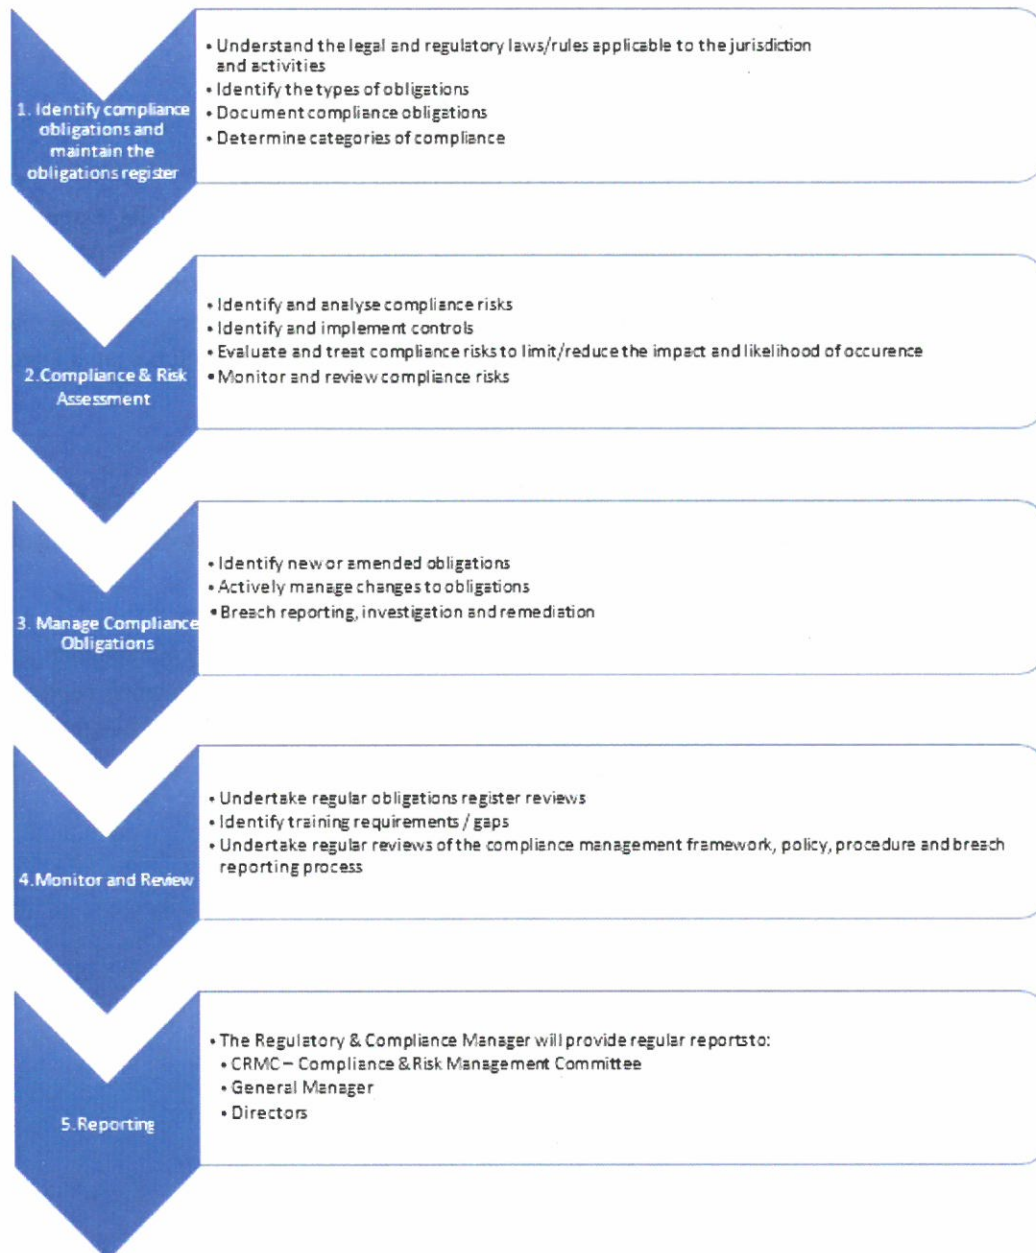 1. Identify compliance
obligations and
maintain the
obligations register
• Understand the legal and regulatory laws/rules applicable to the jurisdiction
and activities
• Identify the types of obligations
• Document compliance obligations
• Determine categories of compliance
2.Compliance & Risk
Assessment
• Identify and analyse compliance risks
• Identify and implement controls
• Evaluate and treat compliance risks to limit/reduce the impact and likelihood of occurence
• Monitor and review compliance risks
3. Manage Compliance
Obligations
• Identify new or amended obligations
• Actively manage changes to obligations
• Breach reporting, investigation and remediation
4.Monitor and Review
• Undertake regular obligations register reviews
• Identify training requirements / gaps
• Undertake regular reviews of the compliance management framework, policy, procedure and breach
reporting process
5.Reporting
• The Regulatory & Compliance Manager will provide regular reports to:
• CRMC – Compliance & Risk Management Committee
• General Manager
• Directors